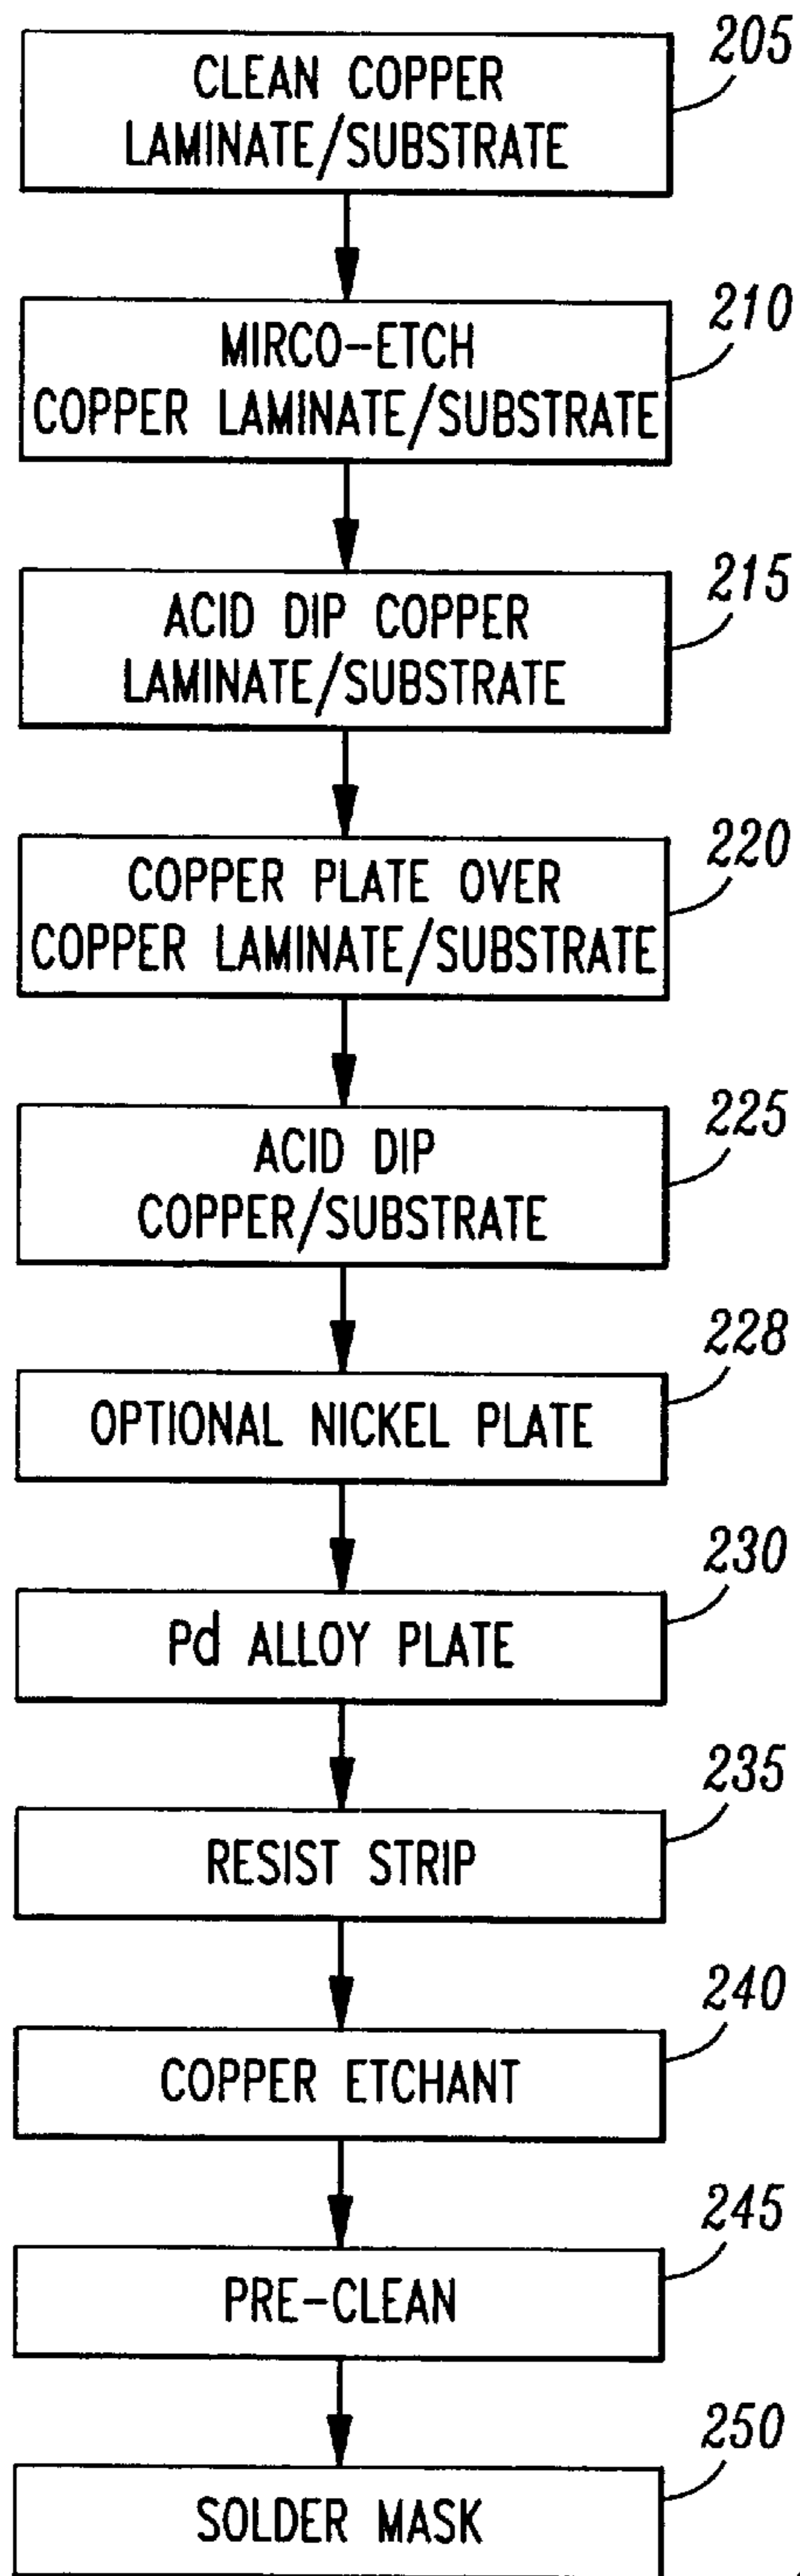 205
CLEAN COPPER
LAMINATE/SUBSTRATE
210
MIRCO-ETCH
COPPER LAMINATE/SUBSTRATE
215
ACID DIP COPPER
LAMINATE/SUBSTRATE
220
COPPER PLATE OVER
COPPER LAMINATE/SUBSTRATE
225
ACID DIP
COPPER/SUBSTRATE
228
OPTIONAL NICKEL PLATE
230
Pd ALLOY PLATE
235
RESIST STRIP
240
COPPER ETCHANT
245
PRE-CLEAN
250
SOLDER MASK